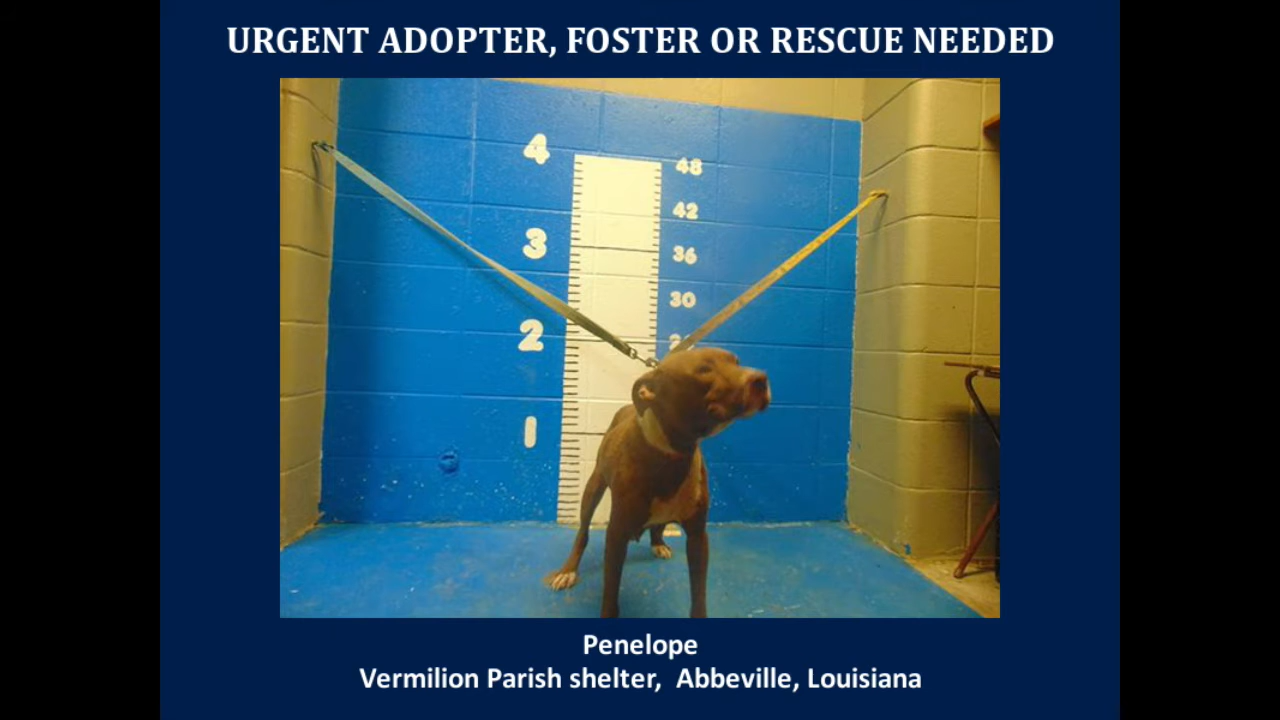 URGENT ADOPTER, FOSTER OR RESCUE NEEDED
4 48
42
3 36
30
2
1
Penelope
Vermilion Parish shelter, Abbeville, Louisiana